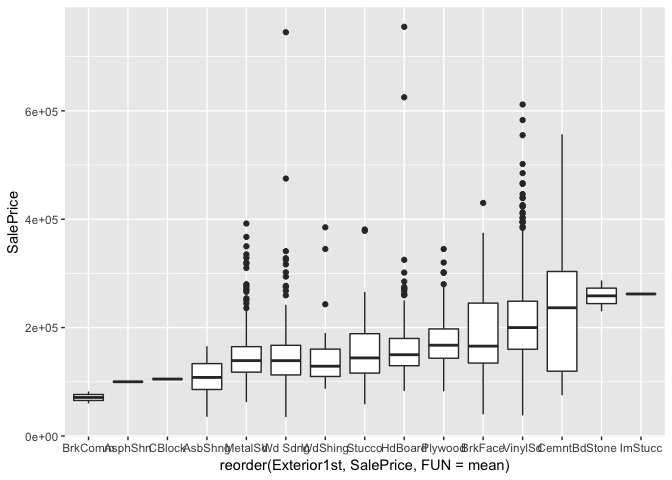 SalePrice
6e+05
4e+05
2e+05
0e+00
BrkComm AsphShn CBlock AsbShng MetalSd Wd Sdng WdShing Stucco HdBoard Plywood BrkFace VinylSd CemntBd Stone ImStucc
reorder(Exterior1st, SalePrice, FUN = mean)